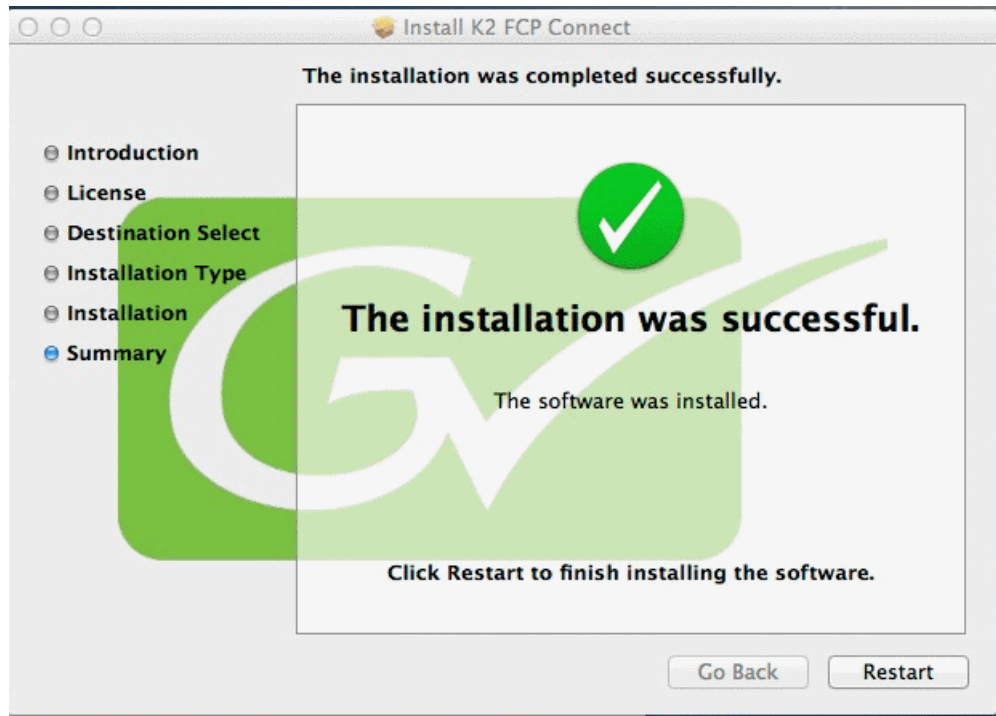 Install K2 FCP Connect
The installation was completed successfully.
Introduction
License
Destination Select
Installation Type
Installation
Summary
The installation was successful.
The software was installed.
Click Restart to finish installing the software.
Go Back
Restart